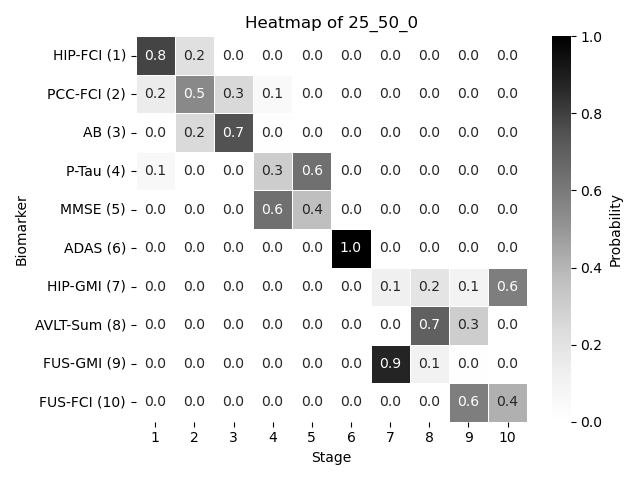 Heatmap of 25_50_0
HIP-FCI (1) 0.8 0.2 0.0 0.0 0.0 0.0 0.0 0.0 0.0 0.0
PCC-FCI (2) 0.2 0.5 0.3 0.1 0.0 0.0 0.0 0.0 0.0 0.0
AB (3) 0.0 0.2 0.7 0.0 0.0 0.0 0.0 0.0 0.0 0.0
P-Tau (4) 0.1 0.0 0.0 0.3 0.6 0.0 0.0 0.0 0.0 0.0
MMSE (5) 0.0 0.0 0.0 0.6 0.4 0.0 0.0 0.0 0.0 0.0
ADAS (6) 0.0 0.0 0.0 0.0 0.0 1.0 0.0 0.0 0.0 0.0
HIP-GMI (7) 0.0 0.0 0.0 0.0 0.0 0.0 0.1 0.2 0.1 0.6
AVLT-Sum (8) 0.0 0.0 0.0 0.0 0.0 0.0 0.0 0.7 0.3 0.0
FUS-GMI (9) 0.0 0.0 0.0 0.0 0.0 0.0 0.9 0.1 0.0 0.0
FUS-FCI (10) 0.0 0.0 0.0 0.0 0.0 0.0 0.0 0.0 0.6 0.4
1 2 3 4 5 6 7 8 9 10
Stage
Biomarker
1.0
0.8
0.6
0.4
0.2
0.0
Probability